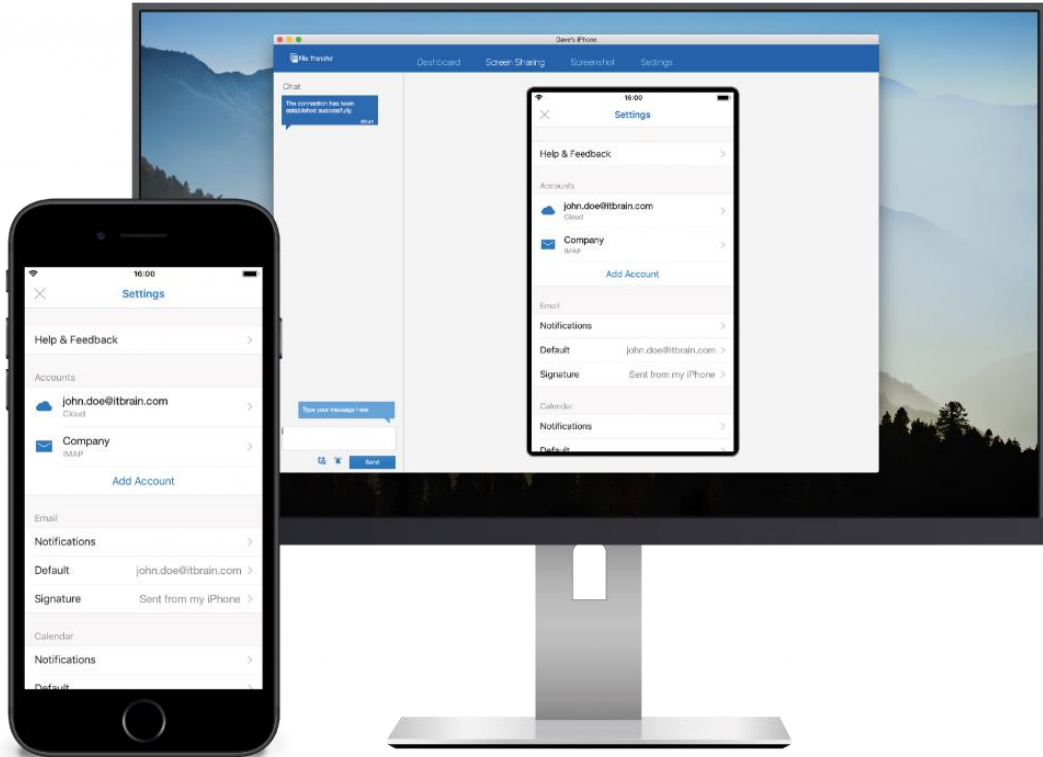 Dave's iPhone
File Transfer
Dashboard
Screen Sharing
Screenshot
Settings
Chat
The connection has been
established successfully.
09:41
Type your message here
Send
16:00
Settings
Help & Feedback
Accounts
john.doe@itbrain.com
Cloud
Company
IMAP
Add Account
Email
Notifications
Default john.doe@itbrain.com
Signature Sent from my iPhone
Calendar
Notifications
Default
16:00
Settings
Help & Feedback
Accounts
john.doe@itbrain.com
Cloud
Company
IMAP
Add Account
Email
Notifications
Default john.doe@itbrain.com
Signature Sent from my iPhone
Calendar
Notifications
Default